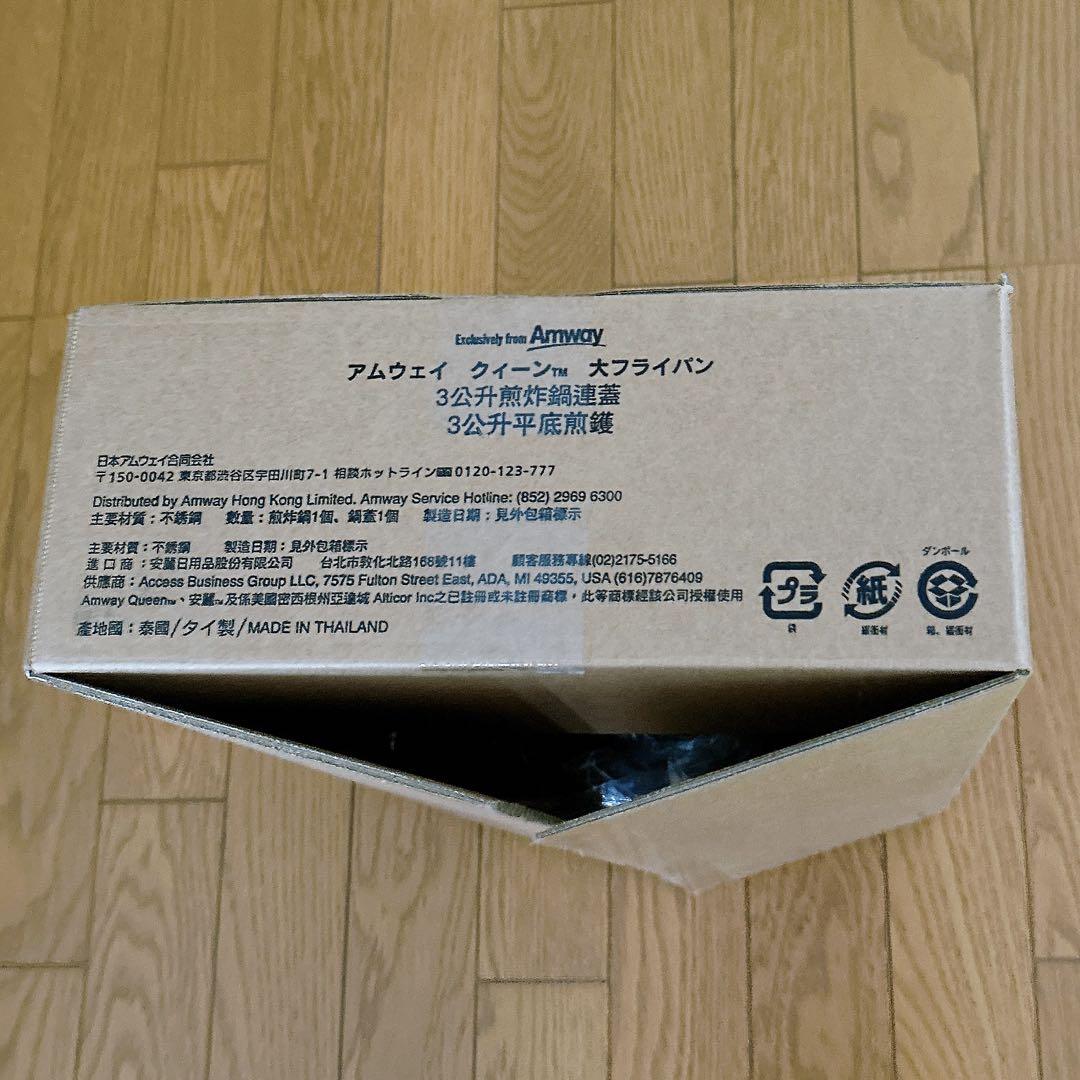 Exclusively from Amway
アムウェイ クィーン™ 大フライパン
3公升煎炸鍋連蓋
3公升平底煎鑊
日本アムウェイ合同会社
〒150-0042 東京都渋谷区宇田川町7-1 相談ホットライン 0120-123-777
Distributed by Amway Hong Kong Limited. Amway Service Hotline: (852) 2969 6300
主要材質：不銹鋼 數量：煎炸鍋1個、鍋蓋1個 製造日期：見外包箱標示
主要材質：不銹鋼 製造日期：見外包箱標示
進口商：安麗日用品股份有限公司 台北市敦化北路168號11樓 顧客服務專線(02)2175-5166
供應商：Access Business Group LLC, 7575 Fulton Street East, ADA, MI 49355, USA (616)7876409
Amway Queen™、安麗™及係美國密西根州亞達城 Alticor Inc之已註冊或未註冊商標，此等商標經該公司授權使用
產地國：泰國/タイ製/MADE IN THAILAND
ダンボール
プラ
紙
袋
緩衝材
箱、緩衝材